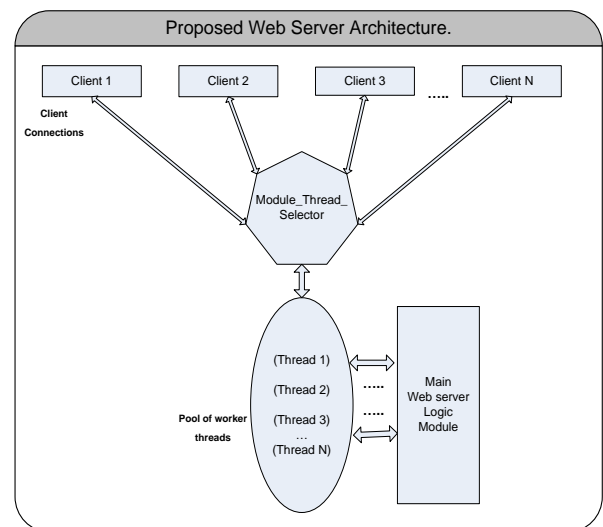 Proposed Web Server Architecture.
Client 1
Client 2
Client 3
.....
Client N
Client
Connections
Module_Thread_
Selector
(Thread 1)
(Thread 2)
(Thread 3)
...
(Thread N)
.....
.....
Pool of worker
threads
Main
Web server
Logic
Module